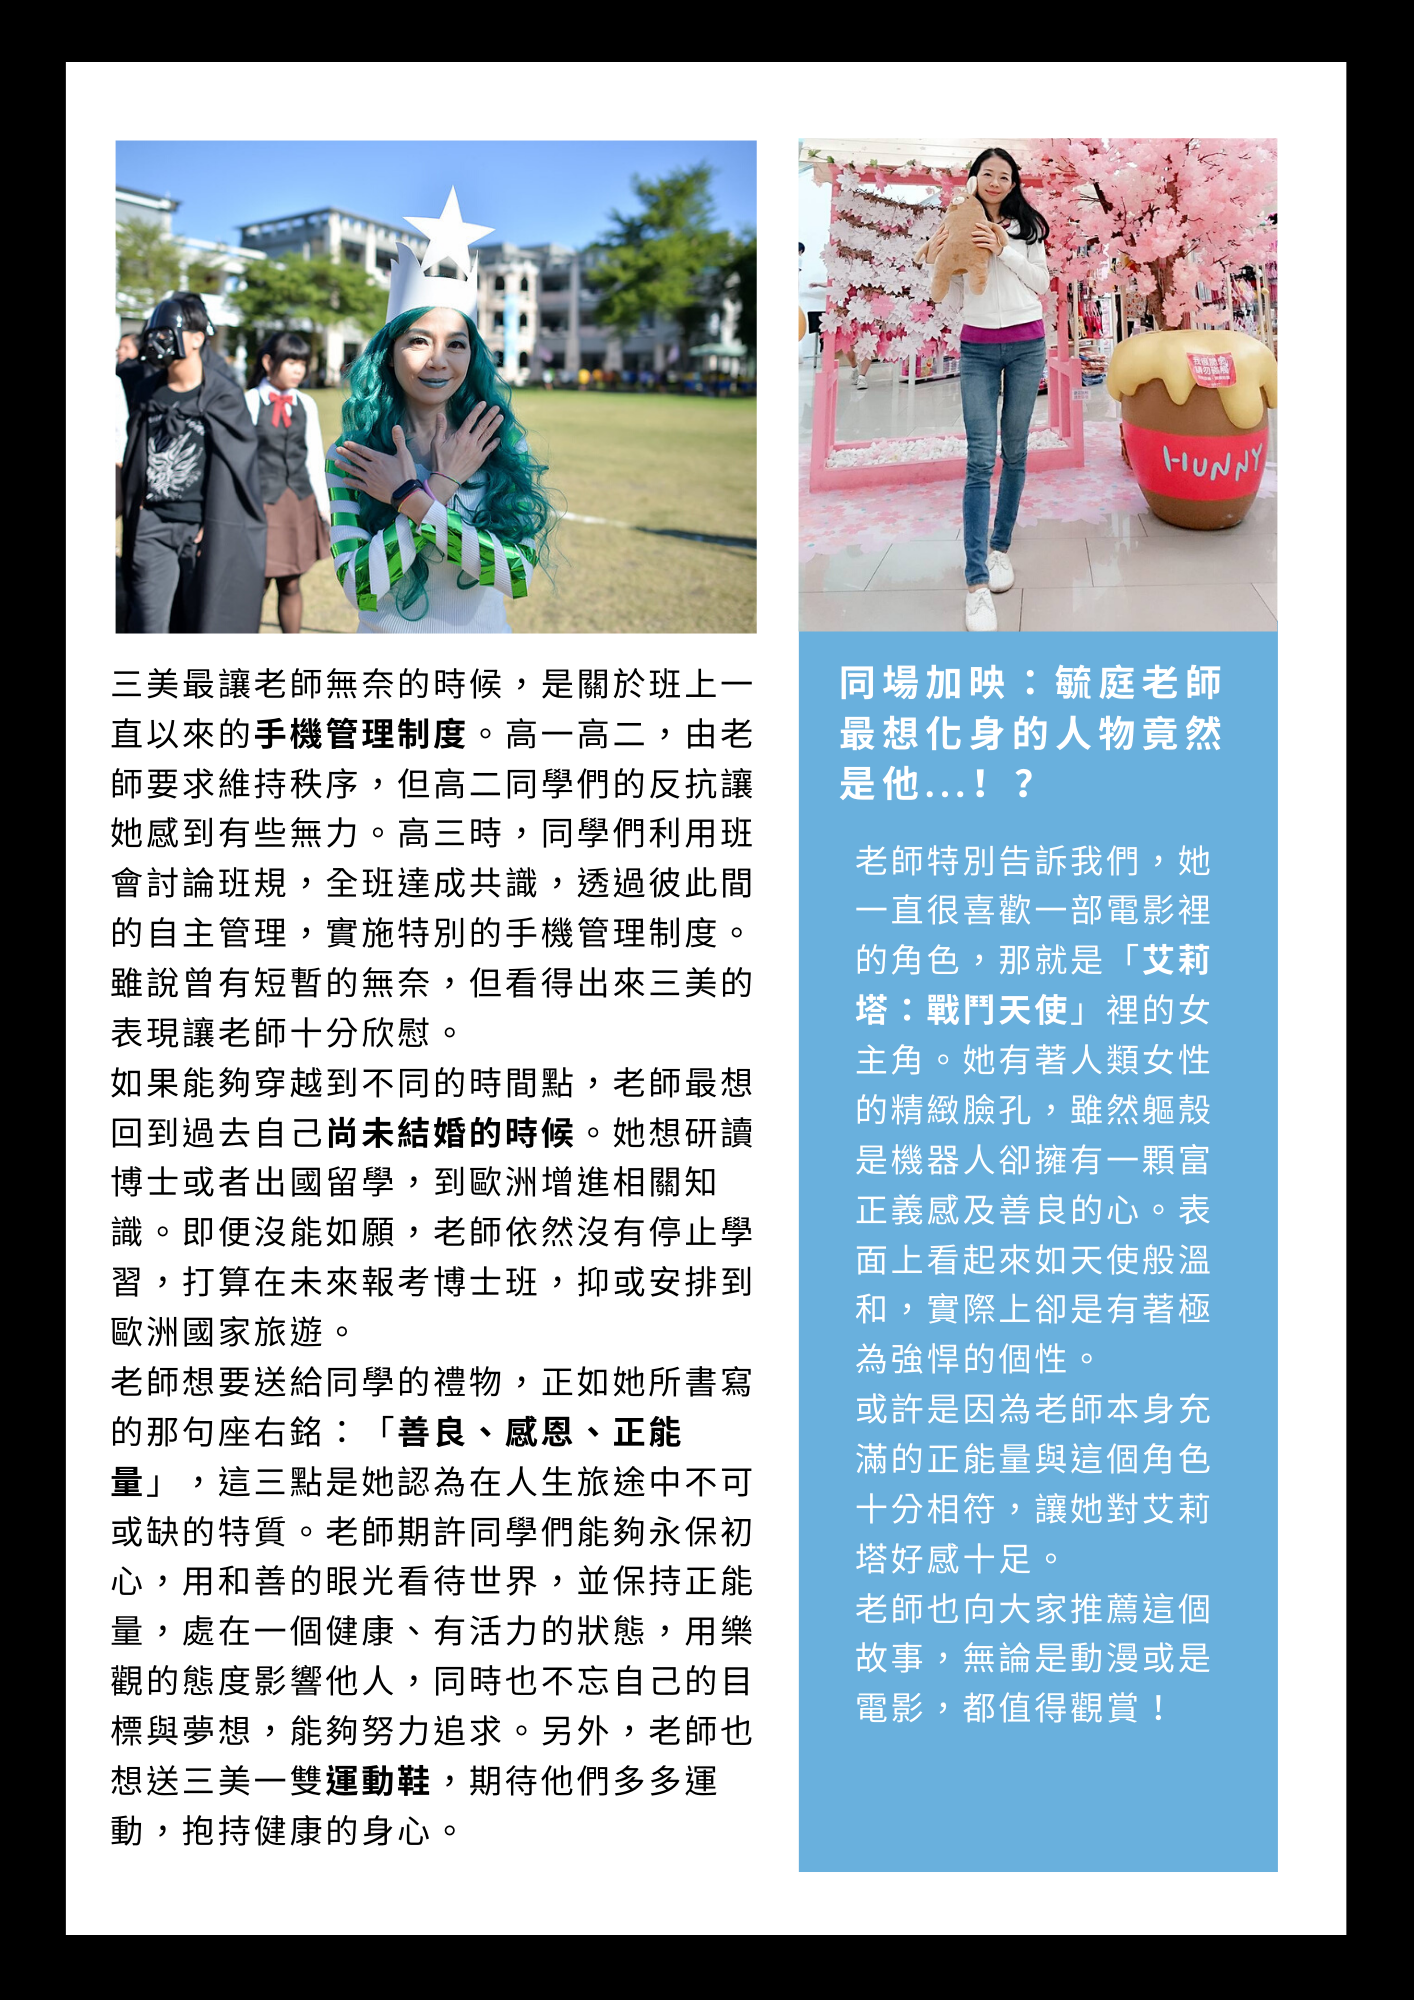 三美最讓老師無奈的時候，是關於班上一
直以來的手機管理制度。高一高二，由老
師要求維持秩序，但高二同學們的反抗讓
她感到有些無力。高三時，同學們利用班
會討論班規，全班達成共識，透過彼此間
的自主管理，實施特別的手機管理制度。
雖說曾有短暫的無奈，但看得出來三美的
表現讓老師十分欣慰。
如果能夠穿越到不同的時間點，老師最想
回到過去自己尚未結婚的時候。她想研讀
博士或者出國留學，到歐洲增進相關知
識。即便沒能如願，老師依然沒有停止學
習，打算在未來報考博士班，抑或安排到
歐洲國家旅遊。
老師想要送給同學的禮物，正如她所書寫
的那句座右銘：「善良、感恩、正能
量」，這三點是她認為在人生旅途中不可
或缺的特質。老師期許同學們能夠永保初
心，用和善的眼光看待世界，並保持正能
量，處在一個健康、有活力的狀態，用樂
觀的態度影響他人，同時也不忘自己的目
標與夢想，能夠努力追求。另外，老師也
想送三美一雙運動鞋，期待他們多多運
動，抱持健康的身心。
HUNNY
同場加映：毓庭老師
最想化身的人物竟然
是他...！？
老師特別告訴我們，她
一直很喜歡一部電影裡
的角色，那就是「艾莉
塔：戰鬥天使」裡的女
主角。她有著人類女性
的精緻臉孔，雖然軀殼
是機器人卻擁有一顆富
正義感及善良的心。表
面上看起來如天使般溫
和，實際上卻是有著極
為強悍的個性。
或許是因為老師本身充
滿的正能量與這個角色
十分相符，讓她對艾莉
塔好感十足。
老師也向大家推薦這個
故事，無論是動漫或是
電影，都值得觀賞！